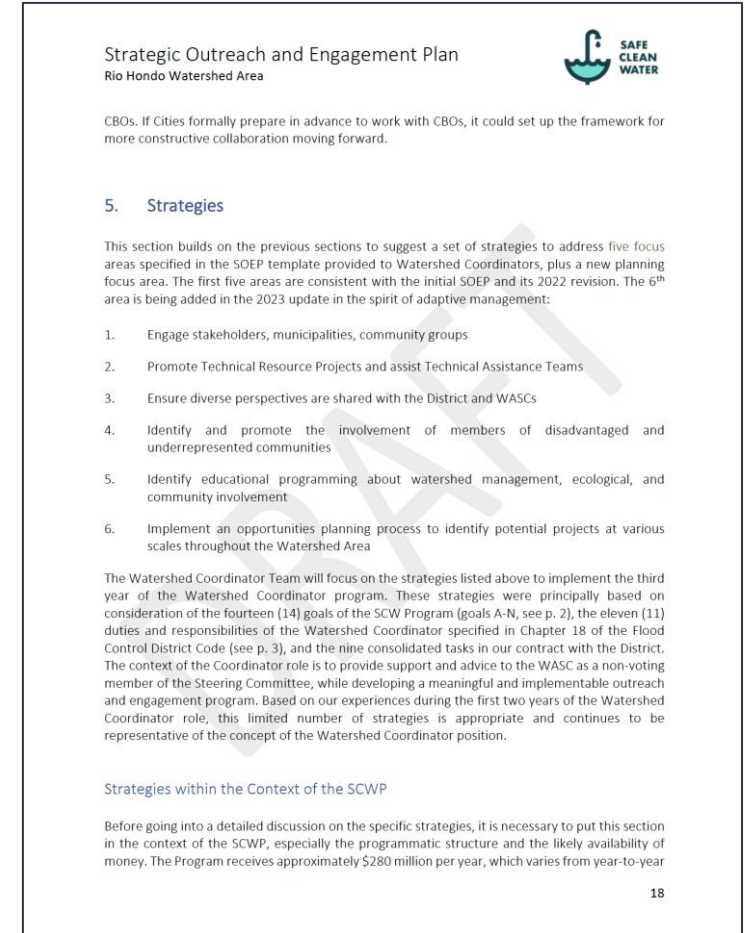 Strategic Outreach and Engagement Plan
Rio Hondo Watershed Area
SAFE
CLEAN
WATER
CBOs. If Cities formally prepare in advance to work with CBOs, it could set up the framework for
more constructive collaboration moving forward.
5. Strategies
This section builds on the previous sections to suggest a set of strategies to address five focus
areas specified in the SOEP template provided to Watershed Coordinators, plus a new planning
focus area. The first five areas are consistent with the initial SOEP and its 2022 revision. The 6th
area is being added in the 2023 update in the spirit of adaptive management:
1. Engage stakeholders, municipalities, community groups
2. Promote Technical Resource Projects and assist Technical Assistance Teams
3. Ensure diverse perspectives are shared with the District and WASCs
4. Identify and promote the involvement of members of disadvantaged and
underrepresented communities
5. Identify educational programming about watershed management, ecological, and
community involvement
6. Implement an opportunities planning process to identify potential projects at various
scales throughout the Watershed Area
The Watershed Coordinator Team will focus on the strategies listed above to implement the third
year of the Watershed Coordinator program. These strategies were principally based on
consideration of the fourteen (14) goals of the SCW Program (goals A-N, see p. 2), the eleven (11)
duties and responsibilities of the Watershed Coordinator specified in Chapter 18 of the Flood
Control District Code (see p. 3), and the nine consolidated tasks in our contract with the District.
The context of the Coordinator role is to provide support and advice to the WASC as a non-voting
member of the Steering Committee, while developing a meaningful and implementable outreach
and engagement program. Based on our experiences during the first two years of the Watershed
Coordinator role, this limited number of strategies is appropriate and continues to be
representative of the concept of the Watershed Coordinator position.
Strategies within the Context of the SCWP
Before going into a detailed discussion on the specific strategies, it is necessary to put this section
in the context of the SCWP, especially the programmatic structure and the likely availability of
money. The Program receives approximately $280 million per year, which varies from year-to-year
18
DRAFT